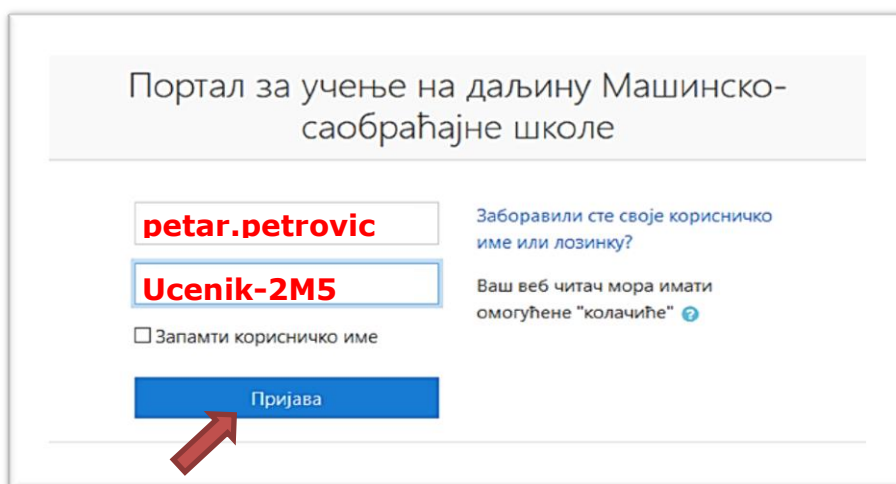 Портал за учење на даљину Машинско-
саобраћајне школе
petar.petrovic
Ucenik-2M5
Запамти корисничко име
Пријава
Заборавили сте своје корисничко
име или лозинку?
Ваш веб читач мора имати
омогућене "колачиће"